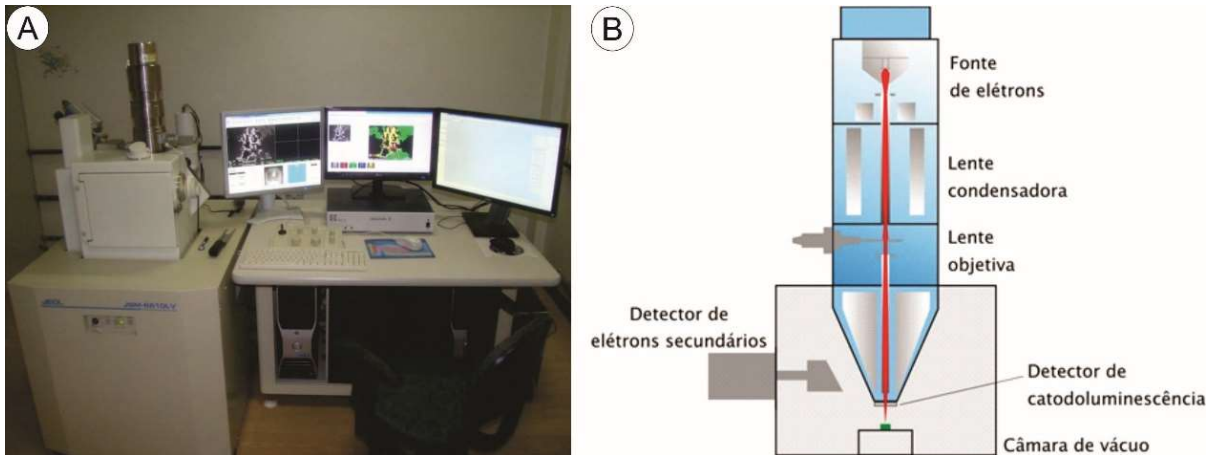 A
JEOL
JSM-6610LV
B
Fonte
de elétrons
Lente
condensadora
Lente
objetiva
Detector de
elétrons secundários
Detector de
catodoluminescência
Câmara de vácuo